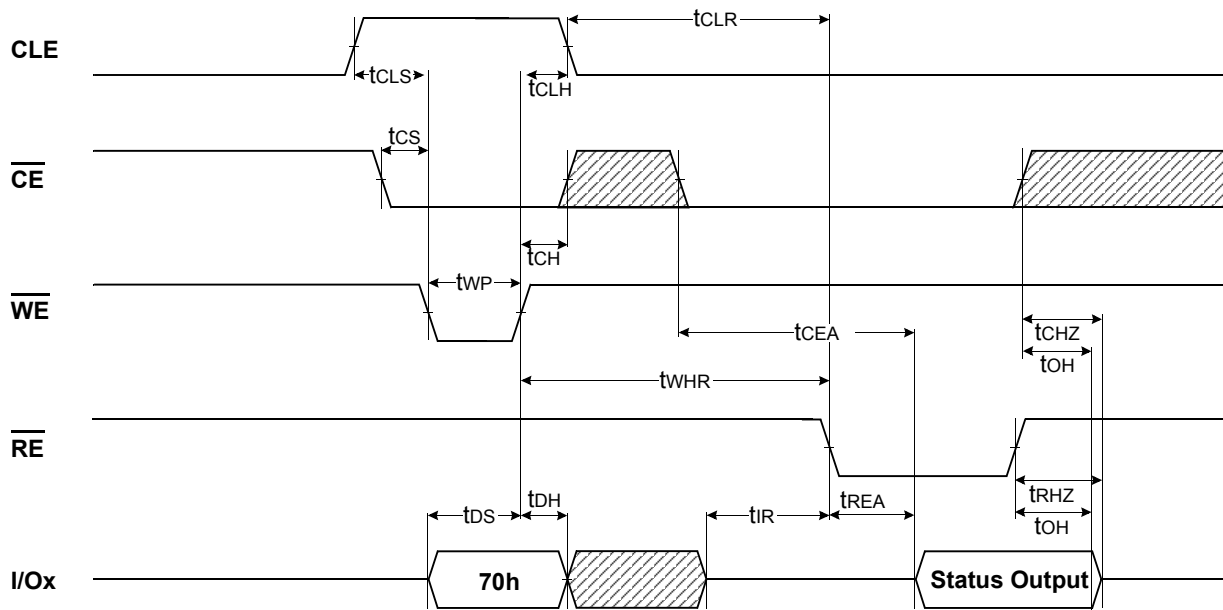 tCLR
CLE
tCLS
tCLH
tCS
CE
tCH
tWP
WE
tCEA
tCHZ
tOH
tWHR
RE
tDS
tDH
tIR
tREA
tRHZ
tOH
I/Ox
70h
Status Output